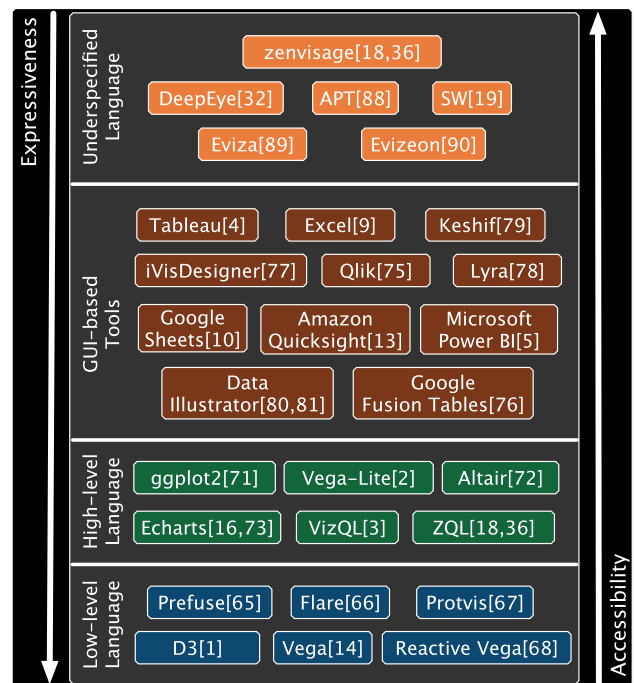 Expressiveness
Underspecified
Language
zenvisage[18,36]
DeepEye[32]
APT[88]
SW[19]
Eviza[89]
Evizeon[90]
GUI-based
Tools
Tableau[4]
Excel[9]
Keshif[79]
iVisDesigner[77]
Qlik[75]
Lyra[78]
Google
Sheets[10]
Amazon
Quicksight[13]
Microsoft
Power BI[5]
Data
Illustrator[80,81]
Google
Fusion Tables[76]
High-level
Language
ggplot2[71]
Vega-Lite[2]
Altair[72]
Echarts[16,73]
VizQL[3]
ZQL[18,36]
Low-level
Language
Prefuse[65]
Flare[66]
Protvis[67]
D3[1]
Vega[14]
Reactive Vega[68]
Accessibility